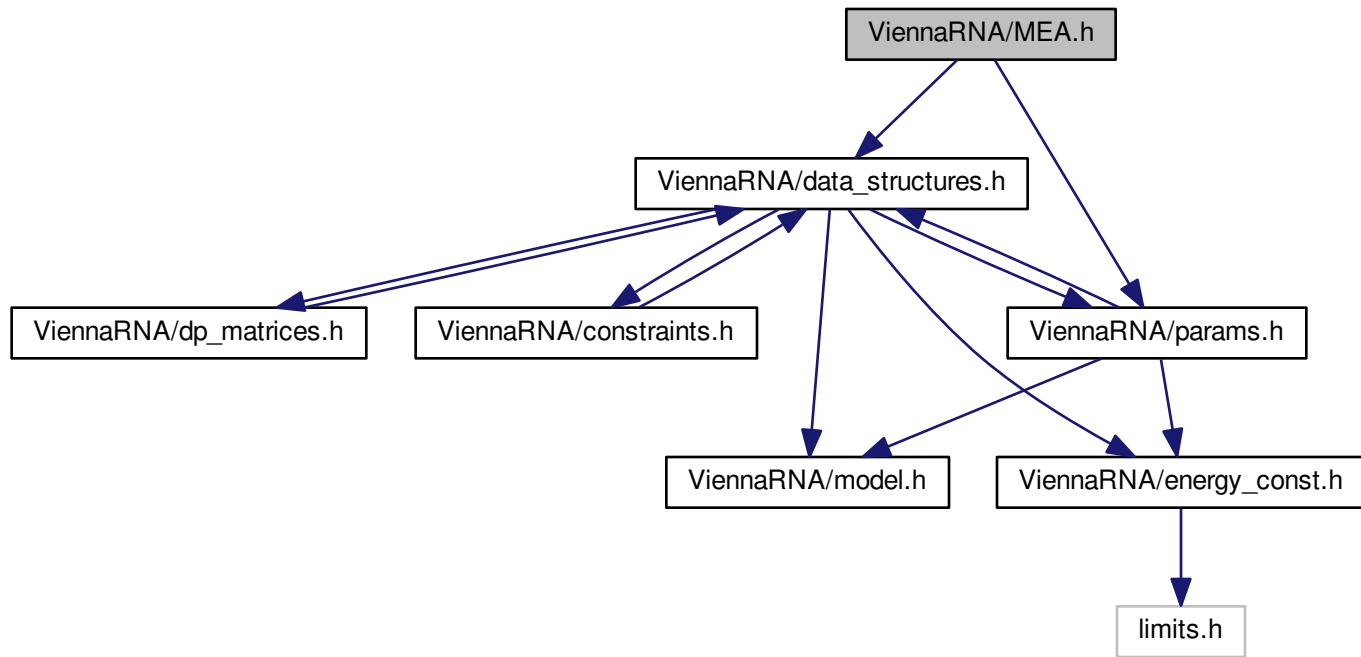 ViennaRNA/MEA.h
ViennaRNA/data_structures.h
ViennaRNA/dp_matrices.h
ViennaRNA/constraints.h
ViennaRNA/params.h
ViennaRNA/model.h
ViennaRNA/energy_const.h
limits.h